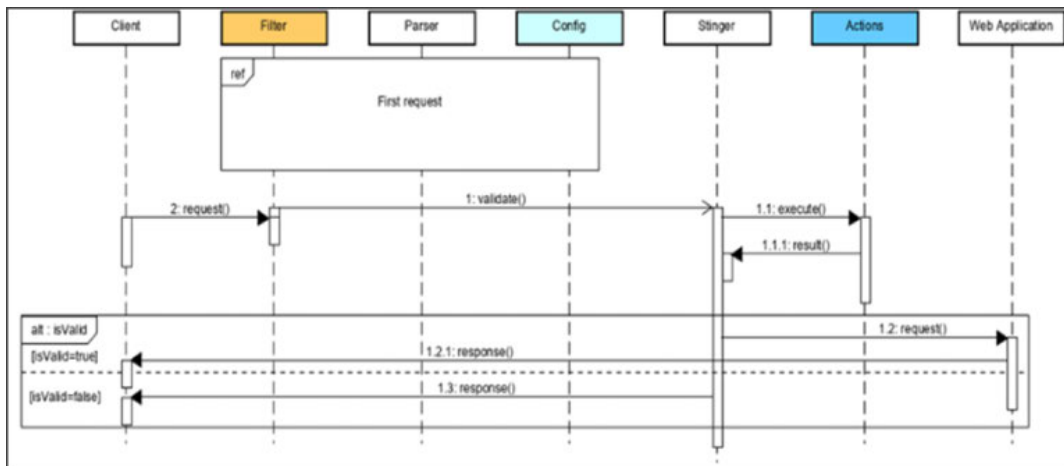 Client
Filter
Parser
Config
Stinger
Actions
Web Application
ref
First request
1: validate()
2: request()
1.1: execute()
1.1.1: result()
alt : isValid
1.2: request()
[isValid=true]
1.2.1: response()
[isValid=false]
1.3: response()